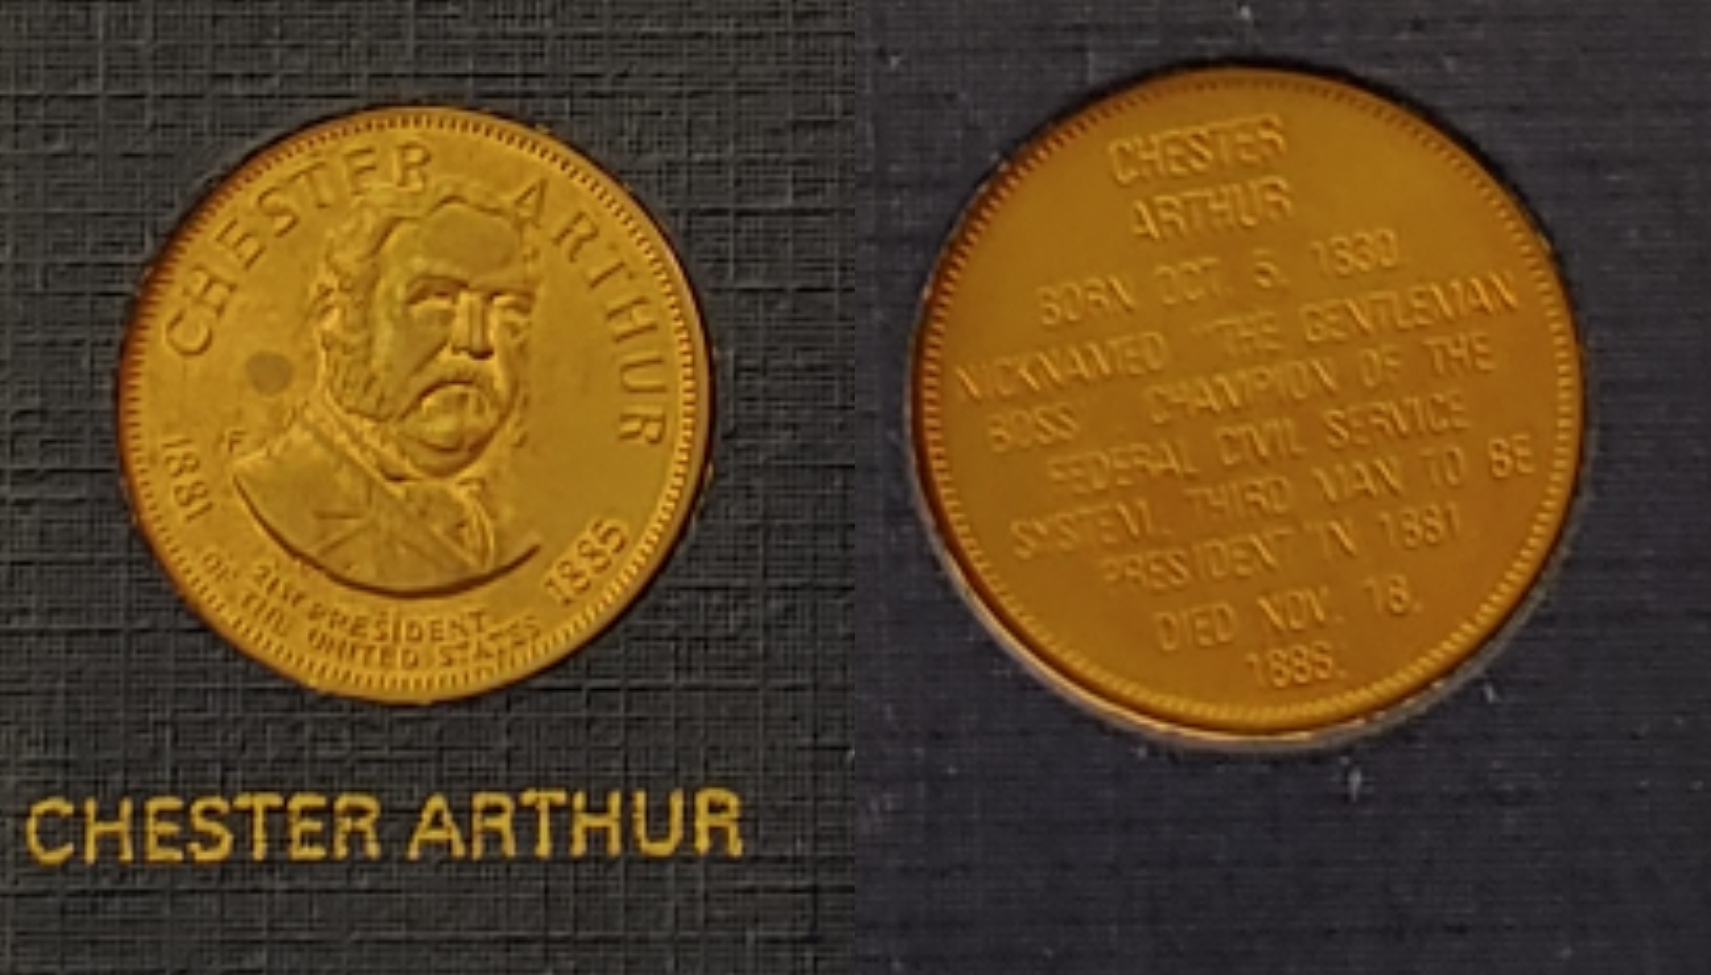 CHESTER ARTHUR
1881
1885
21ST PRESIDENT
OF THE UNITED STATES
CHESTER ARTHUR
CHESTER
ARTHUR
BORN OCT. 5, 1830
NICKNAMED "THE GENTLEMAN
BOSS" CHAMPION OF THE
FEDERAL CIVIL SERVICE
SYSTEM. THIRD MAN TO BE
PRESIDENT IN 1881
DIED NOV. 18,
1886.